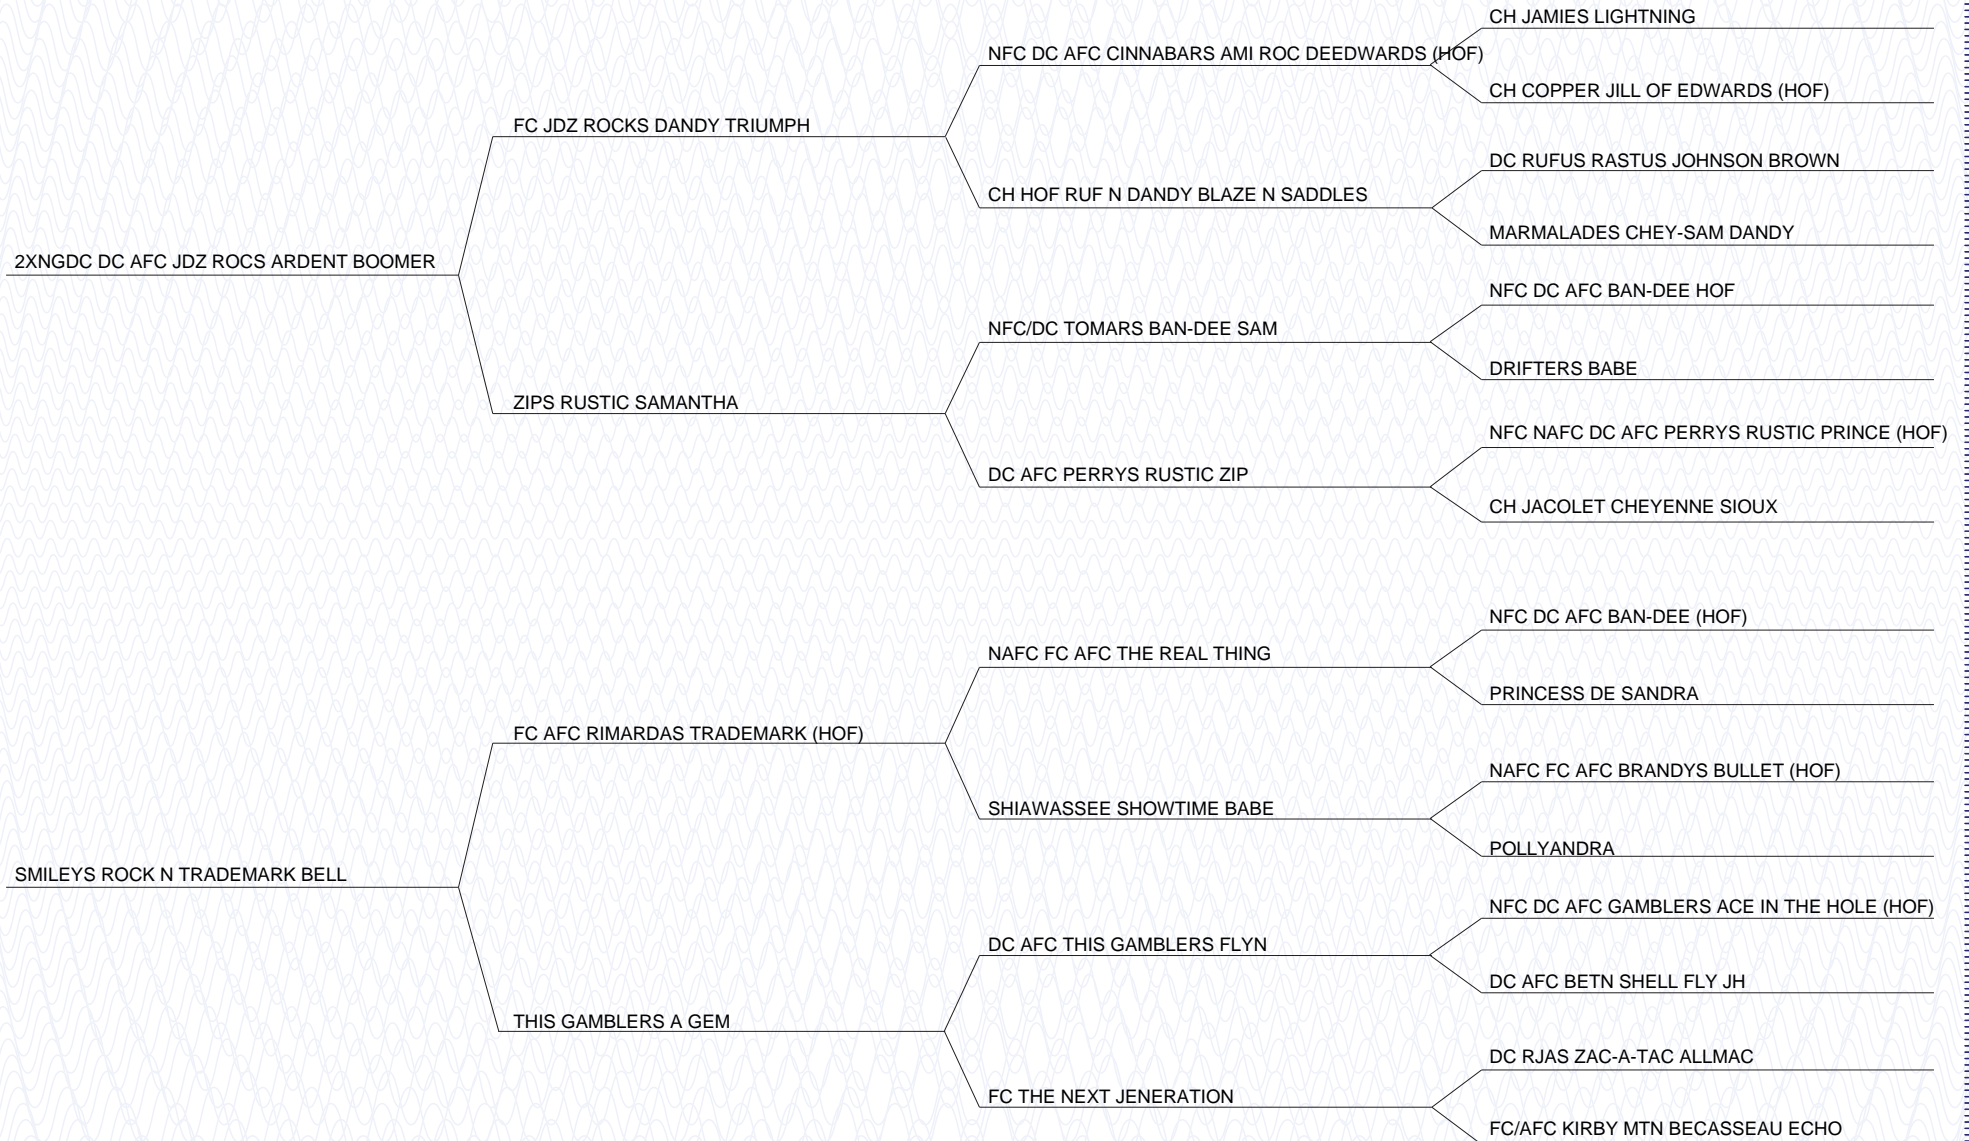 CH JAMIES LIGHTNING
NFC DC AFC CINNABARS AMI ROC DEEDWARDS (HOF)
CH COPPER JILL OF EDWARDS (HOF)
FC JDZ ROCKS DANDY TRIUMPH
DC RUFUS RASTUS JOHNSON BROWN
CH HOF RUF N DANDY BLAZE N SADDLES
MARMALADES CHEY-SAM DANDY
2XNGDC DC AFC JDZ ROCS ARDENT BOOMER
NFC DC AFC BAN-DEE HOF
NFC/DC TOMARS BAN-DEE SAM
DRIFTERS BABE
ZIPS RUSTIC SAMANTHA
NFC NAFC DC AFC PERRYS RUSTIC PRINCE (HOF)
DC AFC PERRYS RUSTIC ZIP
CH JACOLET CHEYENNE SIOUX
NFC DC AFC BAN-DEE (HOF)
NAFC FC AFC THE REAL THING
PRINCESS DE SANDRA
FC AFC RIMARDAS TRADEMARK (HOF)
NAFC FC AFC BRANDYS BULLET (HOF)
SHIAWASSEE SHOWTIME BABE
POLLYANDRA
SMILEYS ROCK N TRADEMARK BELL
NFC DC AFC GAMBLERS ACE IN THE HOLE (HOF)
DC AFC THIS GAMBLERS FLYN
DC AFC BETN SHELL FLY JH
THIS GAMBLERS A GEM
DC RJAS ZAC-A-TAC ALLMAC
FC THE NEXT JENERATION
FC/AFC KIRBY MTN BECASSEAU ECHO